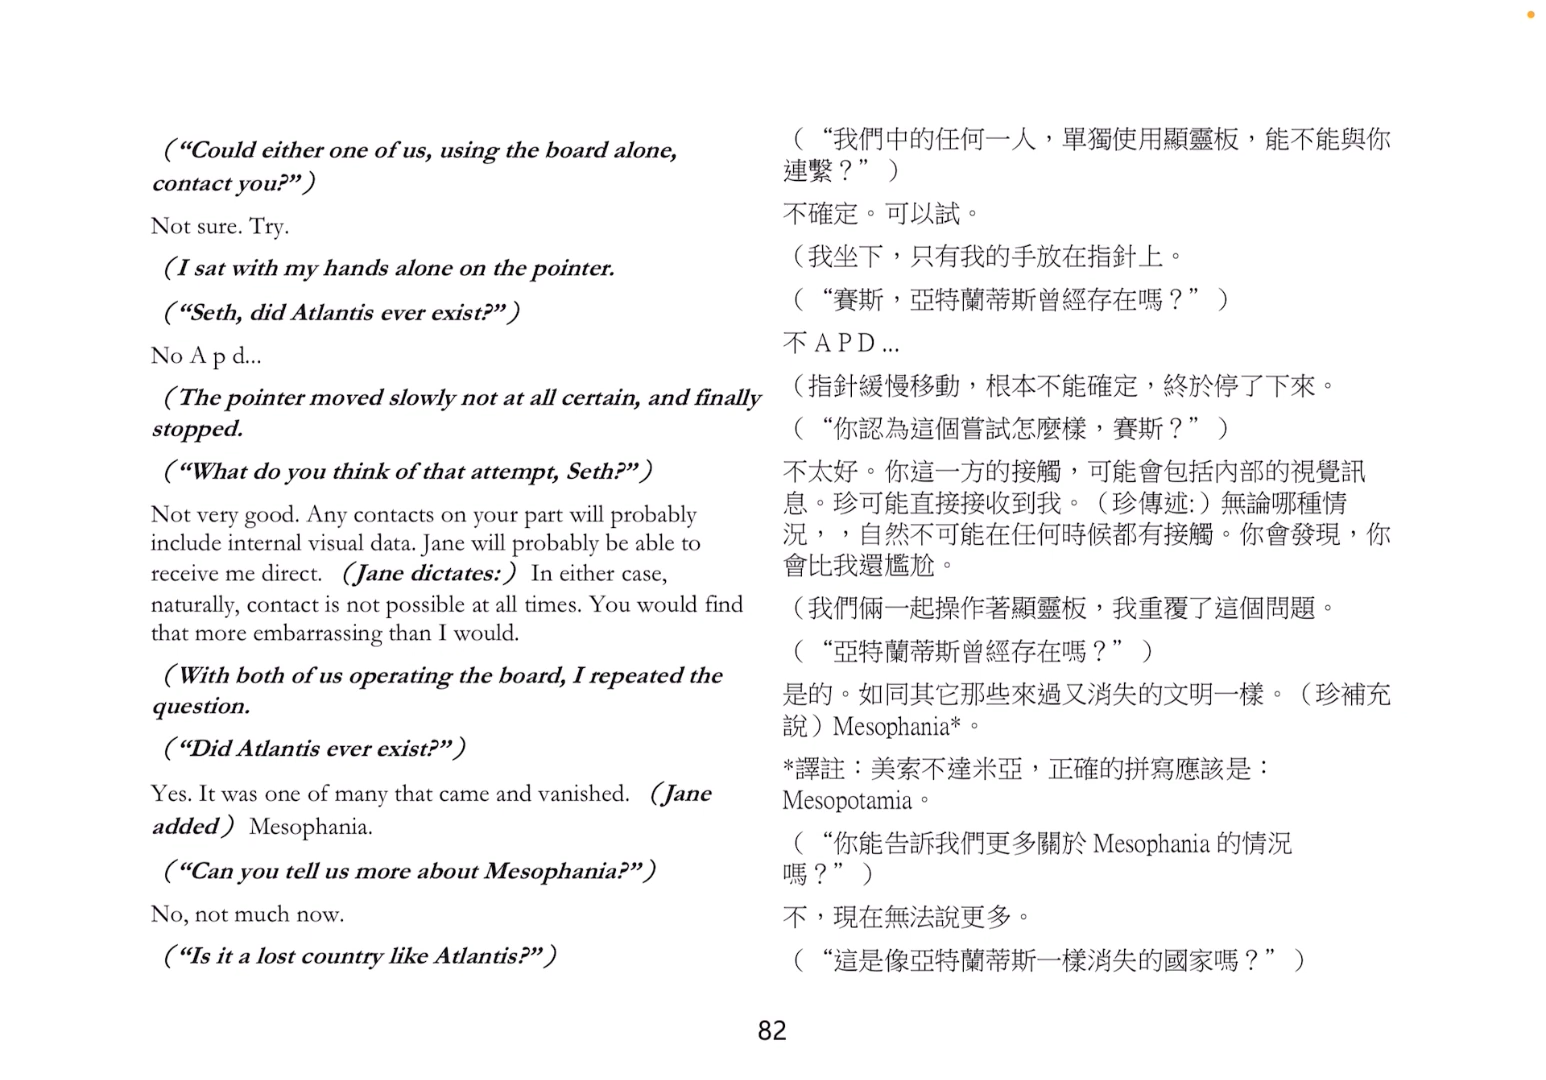 （“Could either one of us, using the board alone,
contact you?”）
Not sure. Try.
（I sat with my hands alone on the pointer.
（“Seth, did Atlantis ever exist?”）
No A p d...
（The pointer moved slowly not at all certain, and finally
stopped.
（“What do you think of that attempt, Seth?”）
Not very good. Any contacts on your part will probably
include internal visual data. Jane will probably be able to
receive me direct. （Jane dictates:）In either case,
naturally, contact is not possible at all times. You would find
that more embarrassing than I would.
（With both of us operating the board, I repeated the
question.
（“Did Atlantis ever exist?”）
Yes. It was one of many that came and vanished. （Jane
added）Mesophania.
（“Can you tell us more about Mesophania?”）
No, not much now.
（“Is it a lost country like Atlantis?”）
（“我們中的任何一人，單獨使用顯靈板，能不能與你
連繫？”）
不確定。可以試。
（我坐下，只有我的手放在指針上。
（“賽斯，亞特蘭蒂斯曾經存在嗎？”）
不 A P D ...
（指針緩慢移動，根本不能確定，終於停了下來。
（“你認為這個嘗試怎麼樣，賽斯？”）
不太好。你這一方的接觸，可能會包括內部的視覺訊
息。珍可能直接接收到我。（珍傳述:）無論哪種情
況，，自然不可能在任何時候都有接觸。你會發現，你
會比我還尷尬。
（我們倆一起操作著顯靈板，我重覆了這個問題。
（“亞特蘭蒂斯曾經存在嗎？”）
是的。如同其它那些來過又消失的文明一樣。（珍補充
說）Mesophania*。
*譯註：美索不達米亞，正確的拼寫應該是：
Mesopotamia。
（“你能告訴我們更多關於 Mesophania 的情況
嗎？”）
不，現在無法說更多。
（“這是像亞特蘭蒂斯一樣消失的國家嗎？”）
82